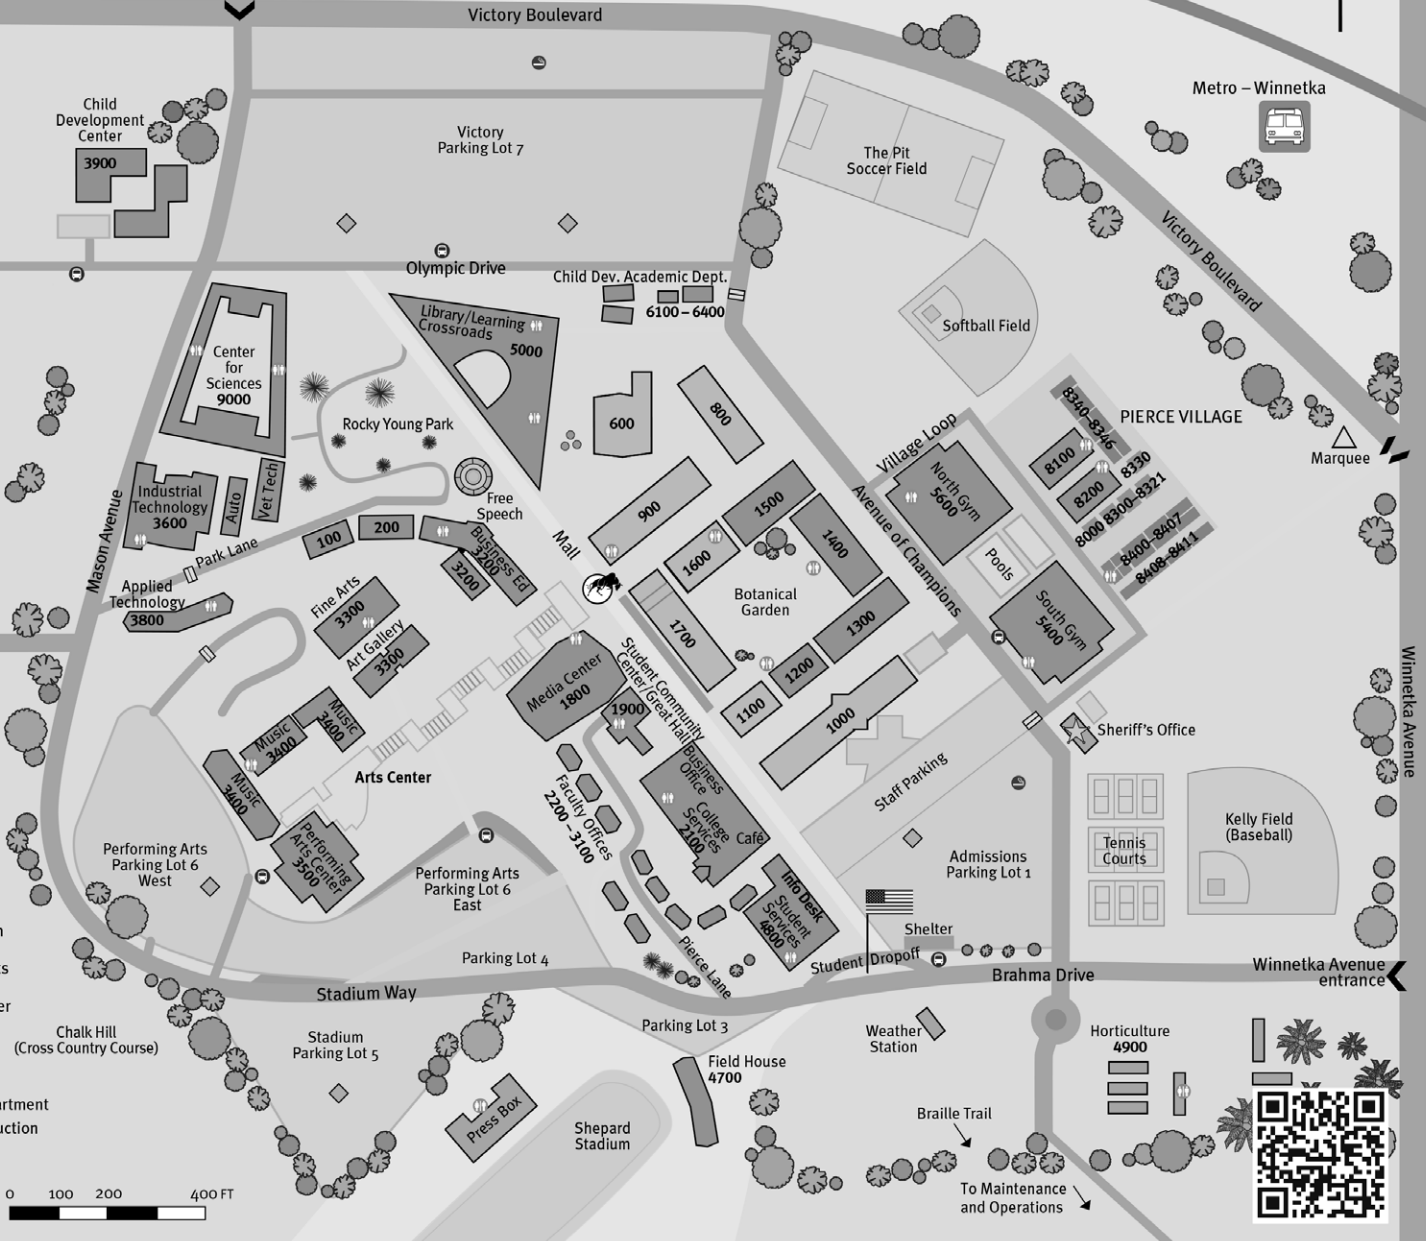 Victory Boulevard
Metro – Winnetka
Child
Development
Center
3900
Victory
Parking Lot 7
The Pit
Soccer Field
Victory Boulevard
Olympic Drive
Child Dev. Academic Dept.
6100 – 6400
Library/Learning
Crossroads
5000
Softball Field
Center
for
Sciences
9000
Rocky Young Park
600
800
Village Loop
8340–8346
PIERCE VILLAGE
Marquee
North Gym
5600
8100
8200
8330
8300–8321
8000
8400–8407
8408–8411
Mason Avenue
Industrial
Technology
3600
Auto
Vet Tech
Free
Speech
Mall
900
1500
1400
1600
Avenue of Champions
Pools
Park Lane
100
200
Business Ed
3200
3200
Applied
Technology
3800
Fine Arts
3300
Art Gallery
3300
Botanical
Garden
1300
South Gym
5400
1700
1200
1100
1000
Media Center
1800
1900
Student Community
Center/Great Hall
Winnetka Avenue
Music
3400
Music
3400
Music
3400
Arts Center
Sheriff's Office
Staff Parking
Business
Office
College
Services
2100
Café
Faculty Offices
2200 – 3100
Performing
Arts Center
3500
Performing Arts
Parking Lot 6
West
Performing Arts
Parking Lot 6
East
Admissions
Parking Lot 1
Tennis
Courts
Kelly Field
(Baseball)
Info Desk
Student
Services
4800
Shelter
Student Dropoff
Parking Lot 4
Pierce Lane
Brahma Drive
Winnetka Avenue
entrance
Stadium Way
Chalk Hill
(Cross Country Course)
Stadium
Parking Lot 5
Parking Lot 3
Weather
Station
Horticulture
4900
Field House
4700
Press Box
Shepard
Stadium
Braille Trail
To Maintenance
and Operations
artment
uction
0 100 200 400 FT